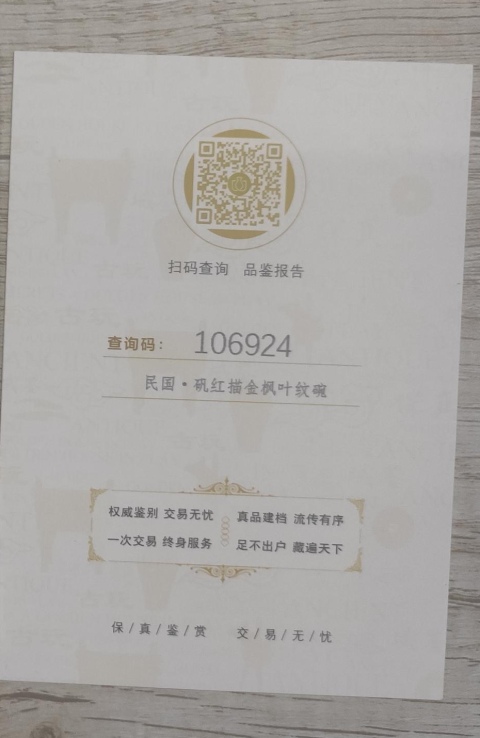 扫码查询 品鉴报告
查询码： 106924
民国·矾红描金枫叶纹碗
权威鉴别 交易无忧 真品建档 流传有序
一次交易 终身服务 足不出户 藏遍天下
保/真/鉴/赏 交/易/无/忧